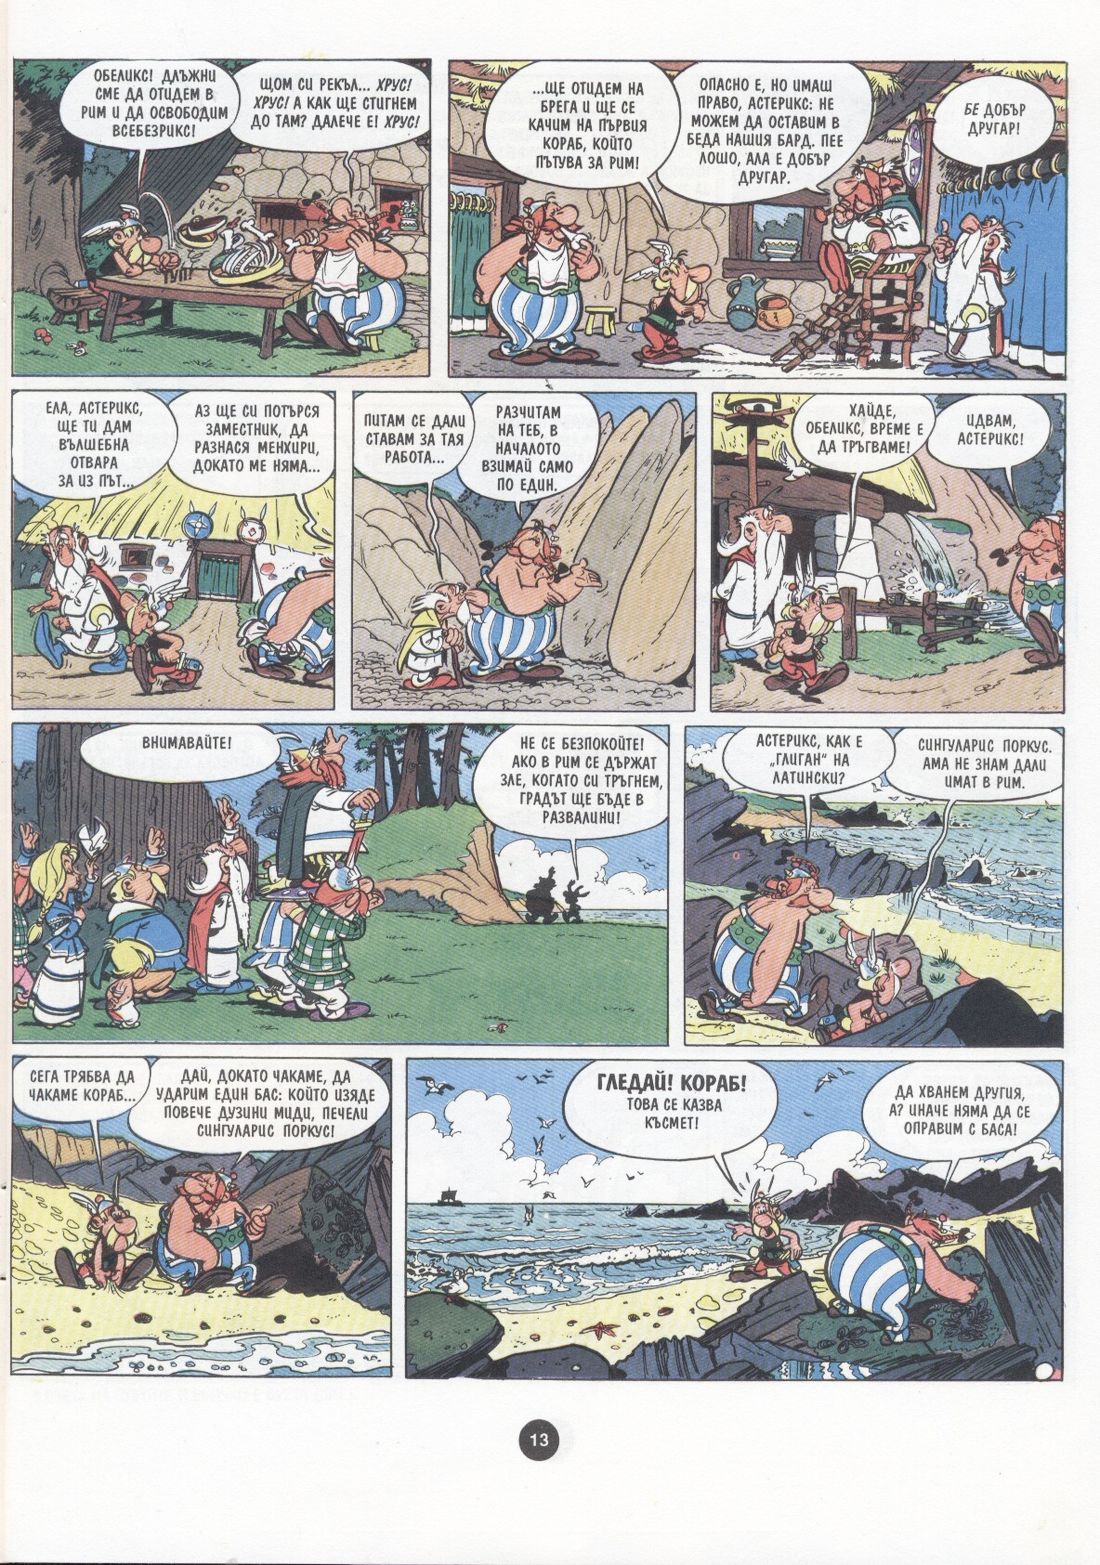 ОБЕЛИКС! ДЛЪЖНИ
СМЕ ДА ОТИДЕМ В
РИМ И ДА ОСВОБОДИМ
ВСЕБЕЗРИКС!
ЩОМ СИ РЕКЪЛ... ХРУС!
ХРУС! А КАК ЩЕ СТИГНЕМ
ДО ТАМ? ДАЛЕЧЕ Е! ХРУС!
...ЩЕ ОТИДЕМ НА
БРЕГА И ЩЕ СЕ
КАЧИМ НА ПЪРВИЯ
КОРАБ, КОЙТО
ПЪТУВА ЗА РИМ!
ОПАСНО Е, НО ИМАШ
ПРАВО, АСТЕРИКС: НЕ
МОЖЕМ ДА ОСТАВИМ В
БЕДА НАШИЯ БАРД. ПЕЕ
ЛОШО, АЛА Е ДОБЪР
ДРУГАР.
БЕ ДОБЪР
ДРУГАР!
ЕЛА, АСТЕРИКС,
ЩЕ ТИ ДАМ
ВЪЛШЕБНА
ОТВАРА
ЗА ИЗ ПЪТ...
АЗ ЩЕ СИ ПОТЪРСЯ
ЗАМЕСТНИК, ДА
РАЗНАСЯ МЕНХИРИ,
ДОКАТО МЕ НЯМА...
ПИТАМ СЕ ДАЛИ
СТАВАМ ЗА ТАЯ
РАБОТА...
РАЗЧИТАМ
НА ТЕБ, В
НАЧАЛОТО
ВЗИМАЙ САМО
ПО ЕДИН.
ХАЙДЕ,
ОБЕЛИКС, ВРЕМЕ Е
ДА ТРЪГВАМЕ!
ИДВАМ,
АСТЕРИКС!
ВНИМАВАЙТЕ!
НЕ СЕ БЕЗПОКОЙТЕ!
АКО В РИМ СЕ ДЪРЖАТ
ЗЛЕ, КОГАТО СИ ТРЪГНЕМ,
ГРАДЪТ ЩЕ БЪДЕ В
РАЗВАЛИНИ!
АСТЕРИКС, КАК Е
„ГЛИГАН“ НА
ЛАТИНСКИ?
СИНГУЛАРИС ПОРКУС.
АМА НЕ ЗНАМ ДАЛИ
ИМАТ В РИМ.
СЕГА ТРЯБВА ДА
ЧАКАМЕ КОРАБ...
ДАЙ, ДОКАТО ЧАКАМЕ, ДА
УДАРИМ ЕДИН БАС: КОЙТО ИЗЯДЕ
ПОВЕЧЕ ДУЗИНИ МИДИ, ПЕЧЕЛИ
СИНГУЛАРИС ПОРКУС!
ГЛЕДАЙ! КОРАБ!
ТОВА СЕ КАЗВА
КЪСМЕТ!
ДА ХВАНЕМ ДРУГИЯ,
А? ИНАЧЕ НЯМА ДА СЕ
ОПРАВИМ С БАСА!
13